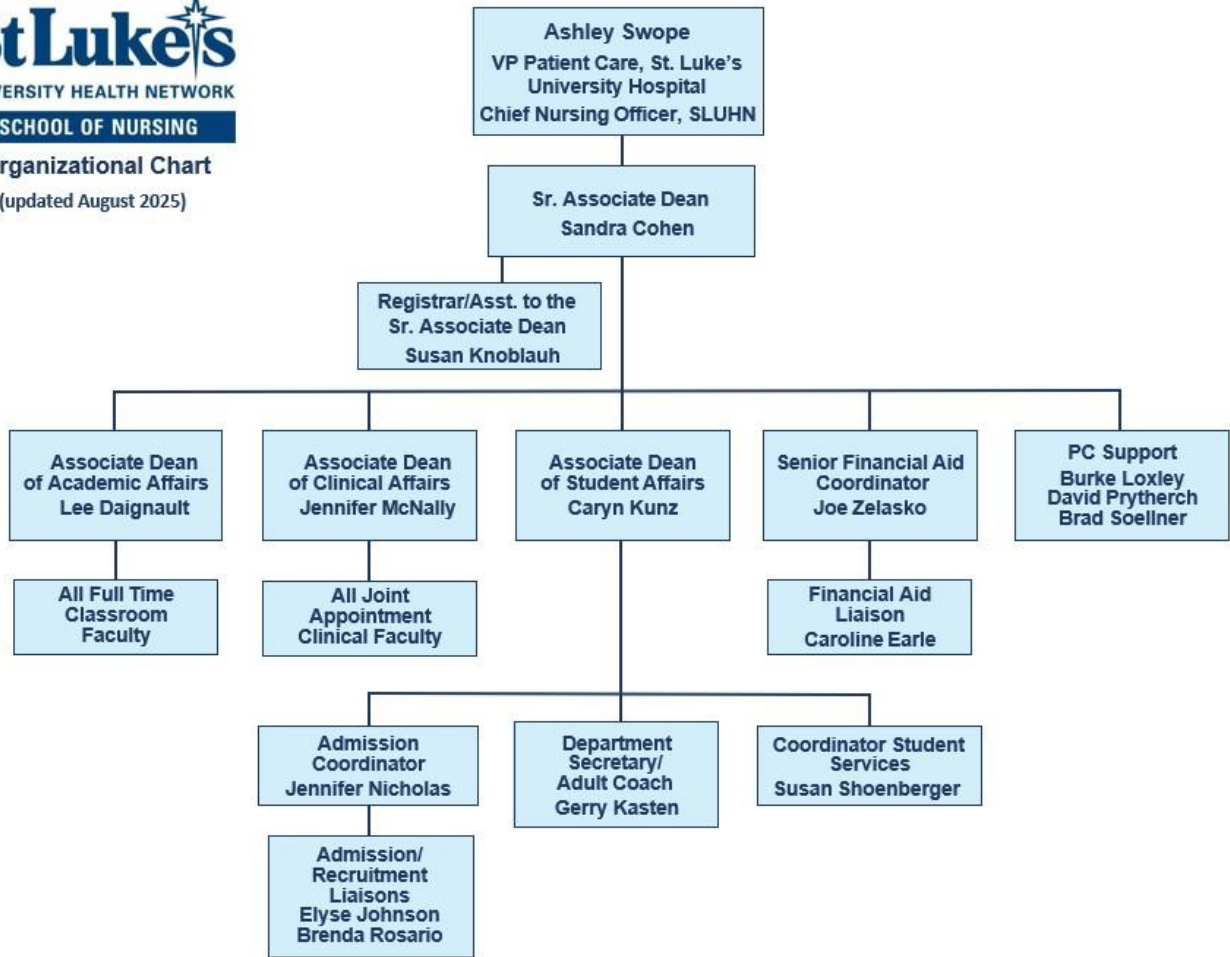 t Luke's
VERSITY HEALTH NETWORK
SCHOOL OF NURSING
rganizational Chart
(updated August 2025)
Ashley Swope
VP Patient Care, St. Luke's
University Hospital
Chief Nursing Officer, SLUHN
Sr. Associate Dean
Sandra Cohen
Registrar/Asst. to the
Sr. Associate Dean
Susan Knoblauh
Associate Dean
of Academic Affairs
Lee Daignault
Associate Dean
of Clinical Affairs
Jennifer McNally
Associate Dean
of Student Affairs
Caryn Kunz
Senior Financial Aid
Coordinator
Joe Zelasko
PC Support
Burke Loxley
David Prytherch
Brad Soellner
All Full Time
Classroom
Faculty
All Joint
Appointment
Clinical Faculty
Financial Aid
Liaison
Caroline Earle
Admission
Coordinator
Jennifer Nicholas
Department
Secretary/
Adult Coach
Gerry Kasten
Coordinator Student
Services
Susan Shoenberger
Admission/
Recruitment
Liaisons
Elyse Johnson
Brenda Rosario